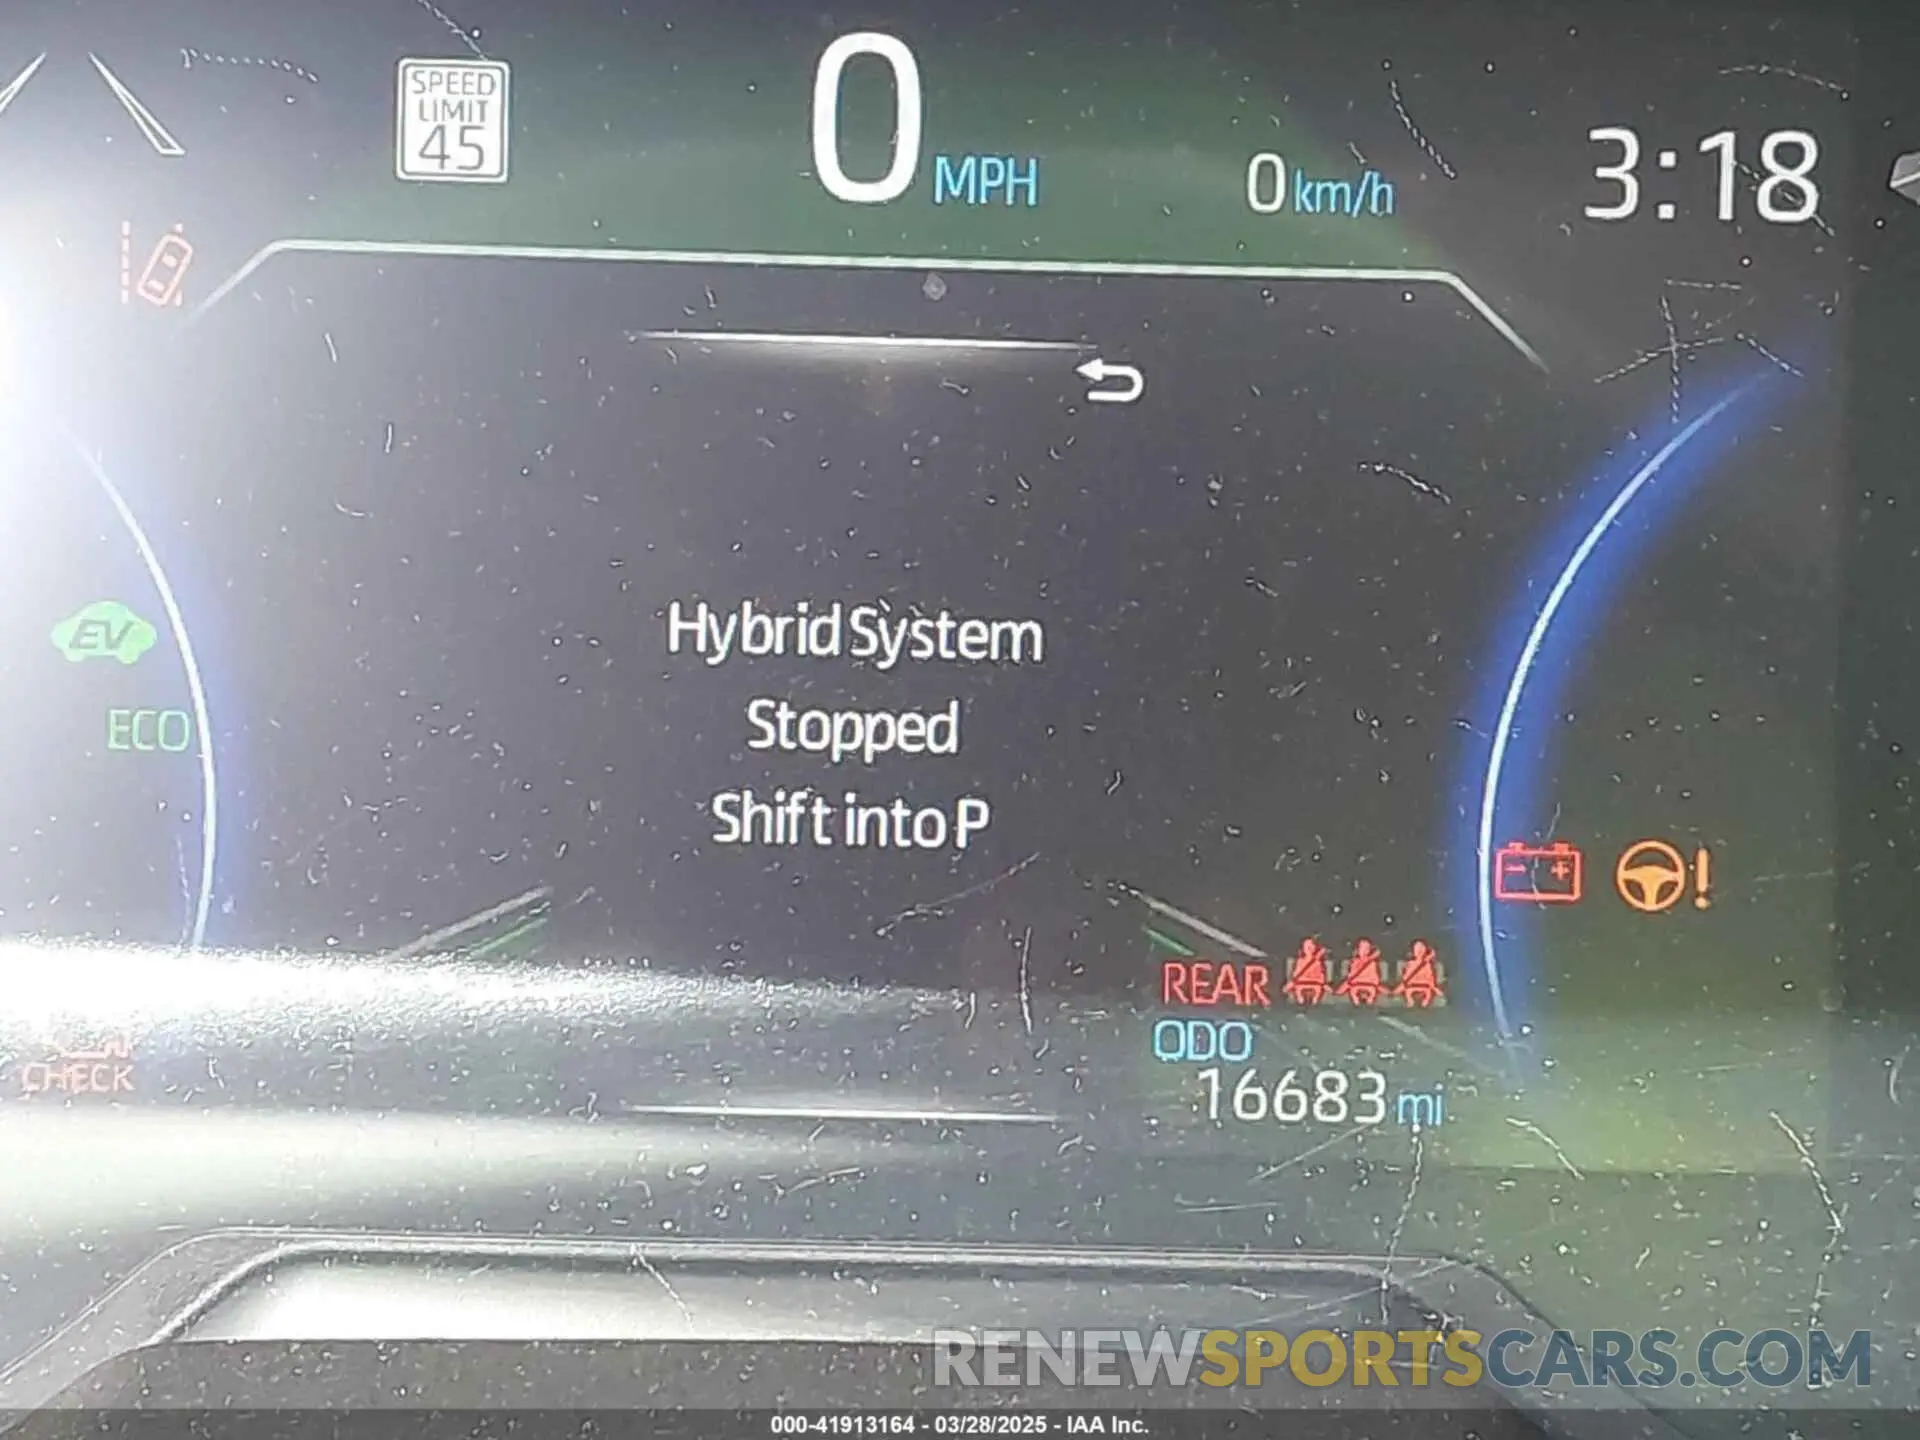 SPEED
LIMIT
45
0 MPH
0 km/h
3:18
EV
ECO
Hybrid System
Stopped
Shift into P
REAR
ODO
16683 mi
CHECK
RENEWSPORTSCARS.COM
000-41913164 - 03/28/2025 - IAA Inc.